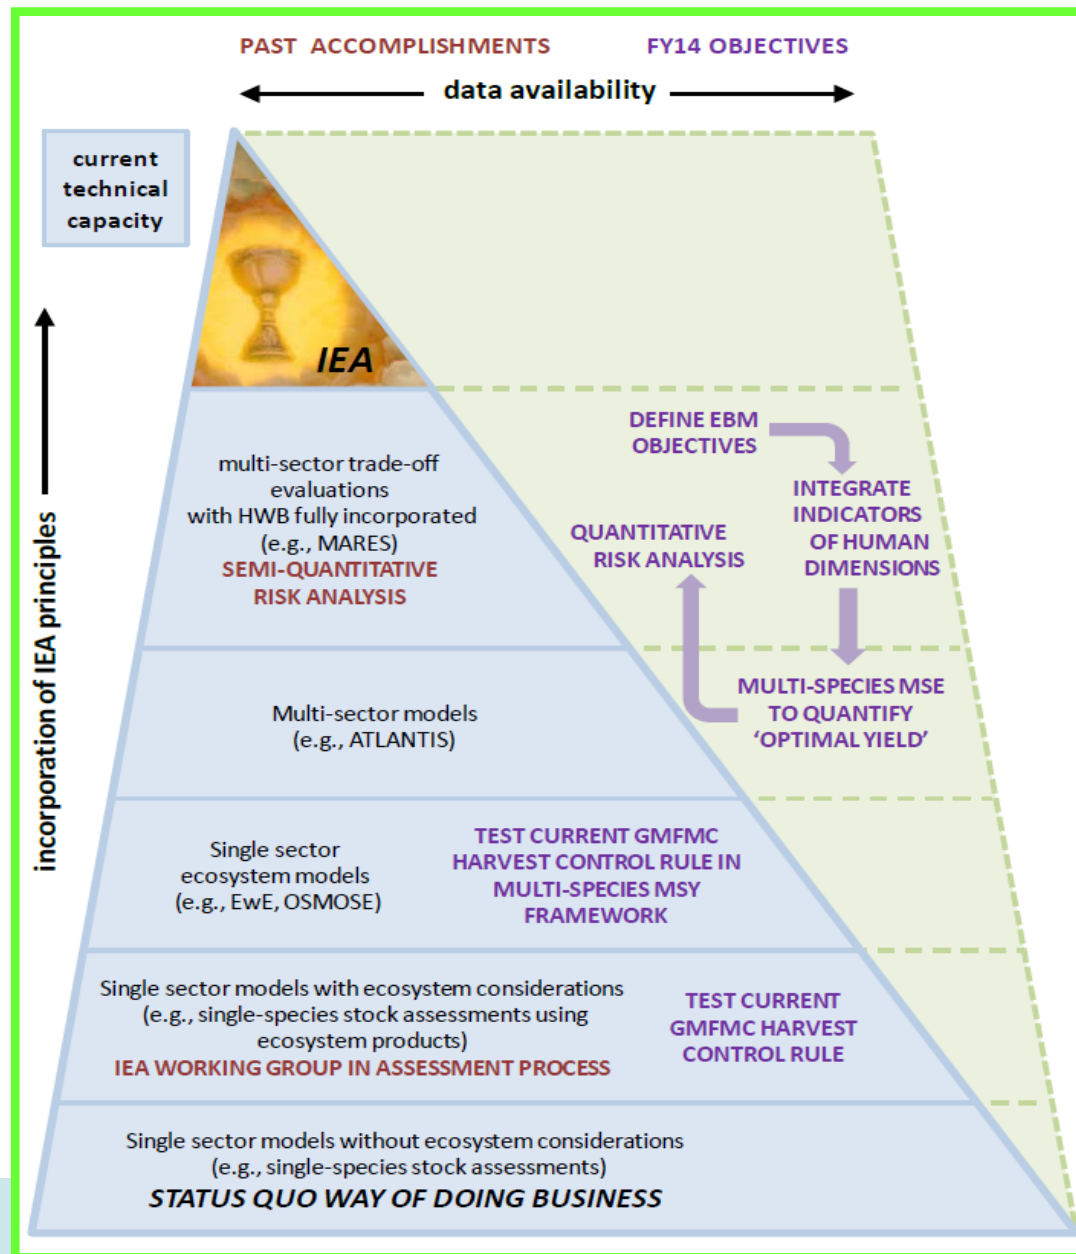 PAST ACCOMPLISHMENTS
FY14 OBJECTIVES
data availability
current
technical
capacity
incorporation of IEA principles
IEA
multi-sector trade-off
evaluations
with HWB fully incorporated
(e.g., MARES)
SEMI-QUANTITATIVE
RISK ANALYSIS
DEFINE EBM
OBJECTIVES
INTEGRATE
INDICATORS
OF HUMAN
DIMENSIONS
QUANTITATIVE
RISK ANALYSIS
Multi-sector models
(e.g., ATLANTIS)
MULTI-SPECIES MSE
TO QUANTIFY
‘OPTIMAL YIELD’
Single sector
ecosystem models
(e.g., EwE, OSMOSE)
TEST CURRENT GMFMC
HARVEST CONTROL RULE IN
MULTI-SPECIES MSY
FRAMEWORK
Single sector models with ecosystem considerations
(e.g., single-species stock assessments using
ecosystem products)
IEA WORKING GROUP IN ASSESSMENT PROCESS
TEST CURRENT
GMFMC HARVEST
CONTROL RULE
Single sector models without ecosystem considerations
(e.g., single-species stock assessments)
STATUS QUO WAY OF DOING BUSINESS